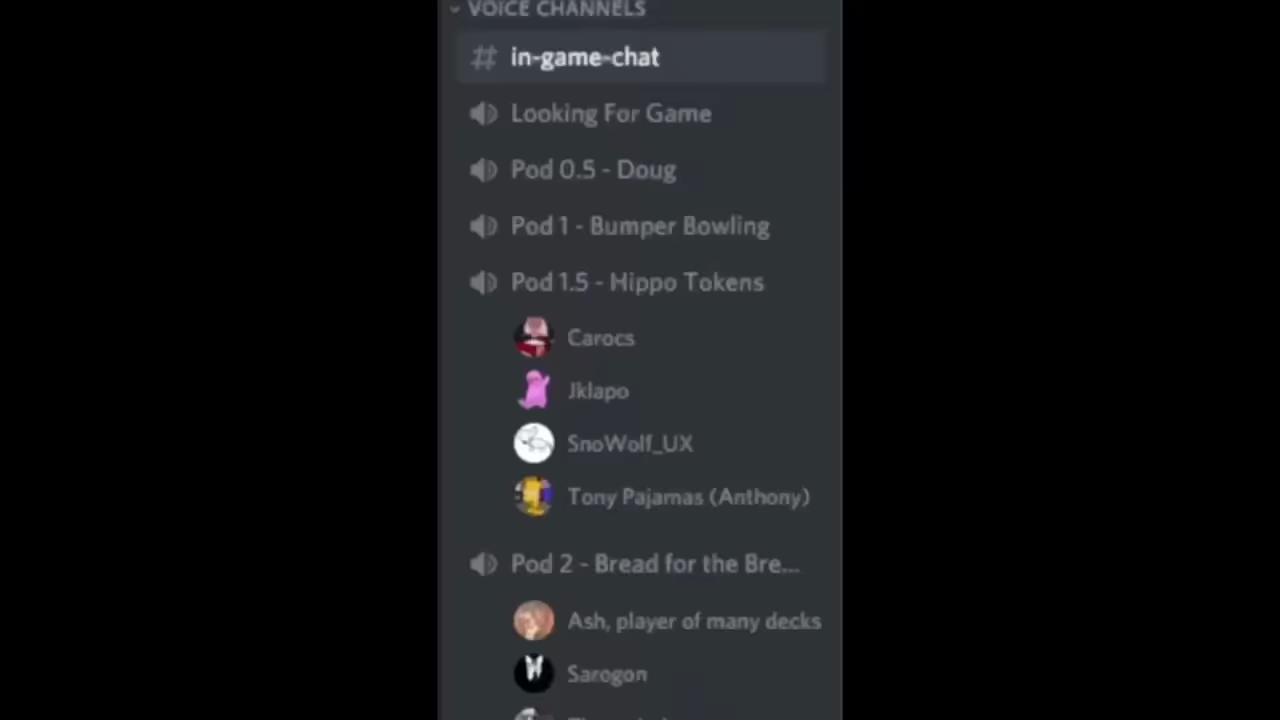 VOICE CHANNELS
in-game-chat
Looking For Game
Pod 0.5 - Doug
Pod 1 - Bumper Bowling
Pod 1.5 - Hippo Tokens
Carocs
Jklapo
SnoWolf_UX
Tony Pajamas (Anthony)
Pod 2 - Bread for the Bre...
Ash, player of many decks
Sarogon